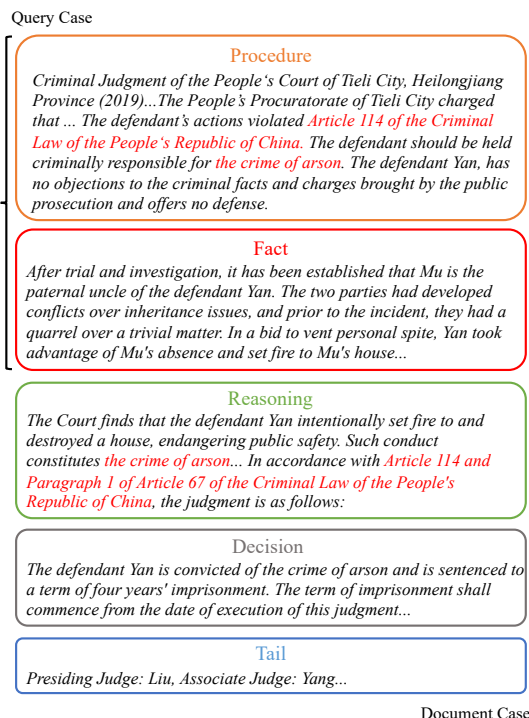 Query Case
Procedure
Criminal Judgment of the People‘s Court of Tieli City, Heilongjiang
Province (2019)...The People’s Procuratorate of Tieli City charged
that ... The defendant’s actions violated Article 114 of the Criminal
Law of the People‘s Republic of China. The defendant should be held
criminally responsible for the crime of arson. The defendant Yan, has
no objections to the criminal facts and charges brought by the public
prosecution and offers no defense.
Fact
After trial and investigation, it has been established that Mu is the
paternal uncle of the defendant Yan. The two parties had developed
conflicts over inheritance issues, and prior to the incident, they had a
quarrel over a trivial matter. In a bid to vent personal spite, Yan took
advantage of Mu's absence and set fire to Mu's house...
Reasoning
The Court finds that the defendant Yan intentionally set fire to and
destroyed a house, endangering public safety. Such conduct
constitutes the crime of arson... In accordance with Article 114 and
Paragraph 1 of Article 67 of the Criminal Law of the People's
Republic of China, the judgment is as follows:
Decision
The defendant Yan is convicted of the crime of arson and is sentenced to
a term of four years' imprisonment. The term of imprisonment shall
commence from the date of execution of this judgment...
Tail
Presiding Judge: Liu, Associate Judge: Yang...
Document Case